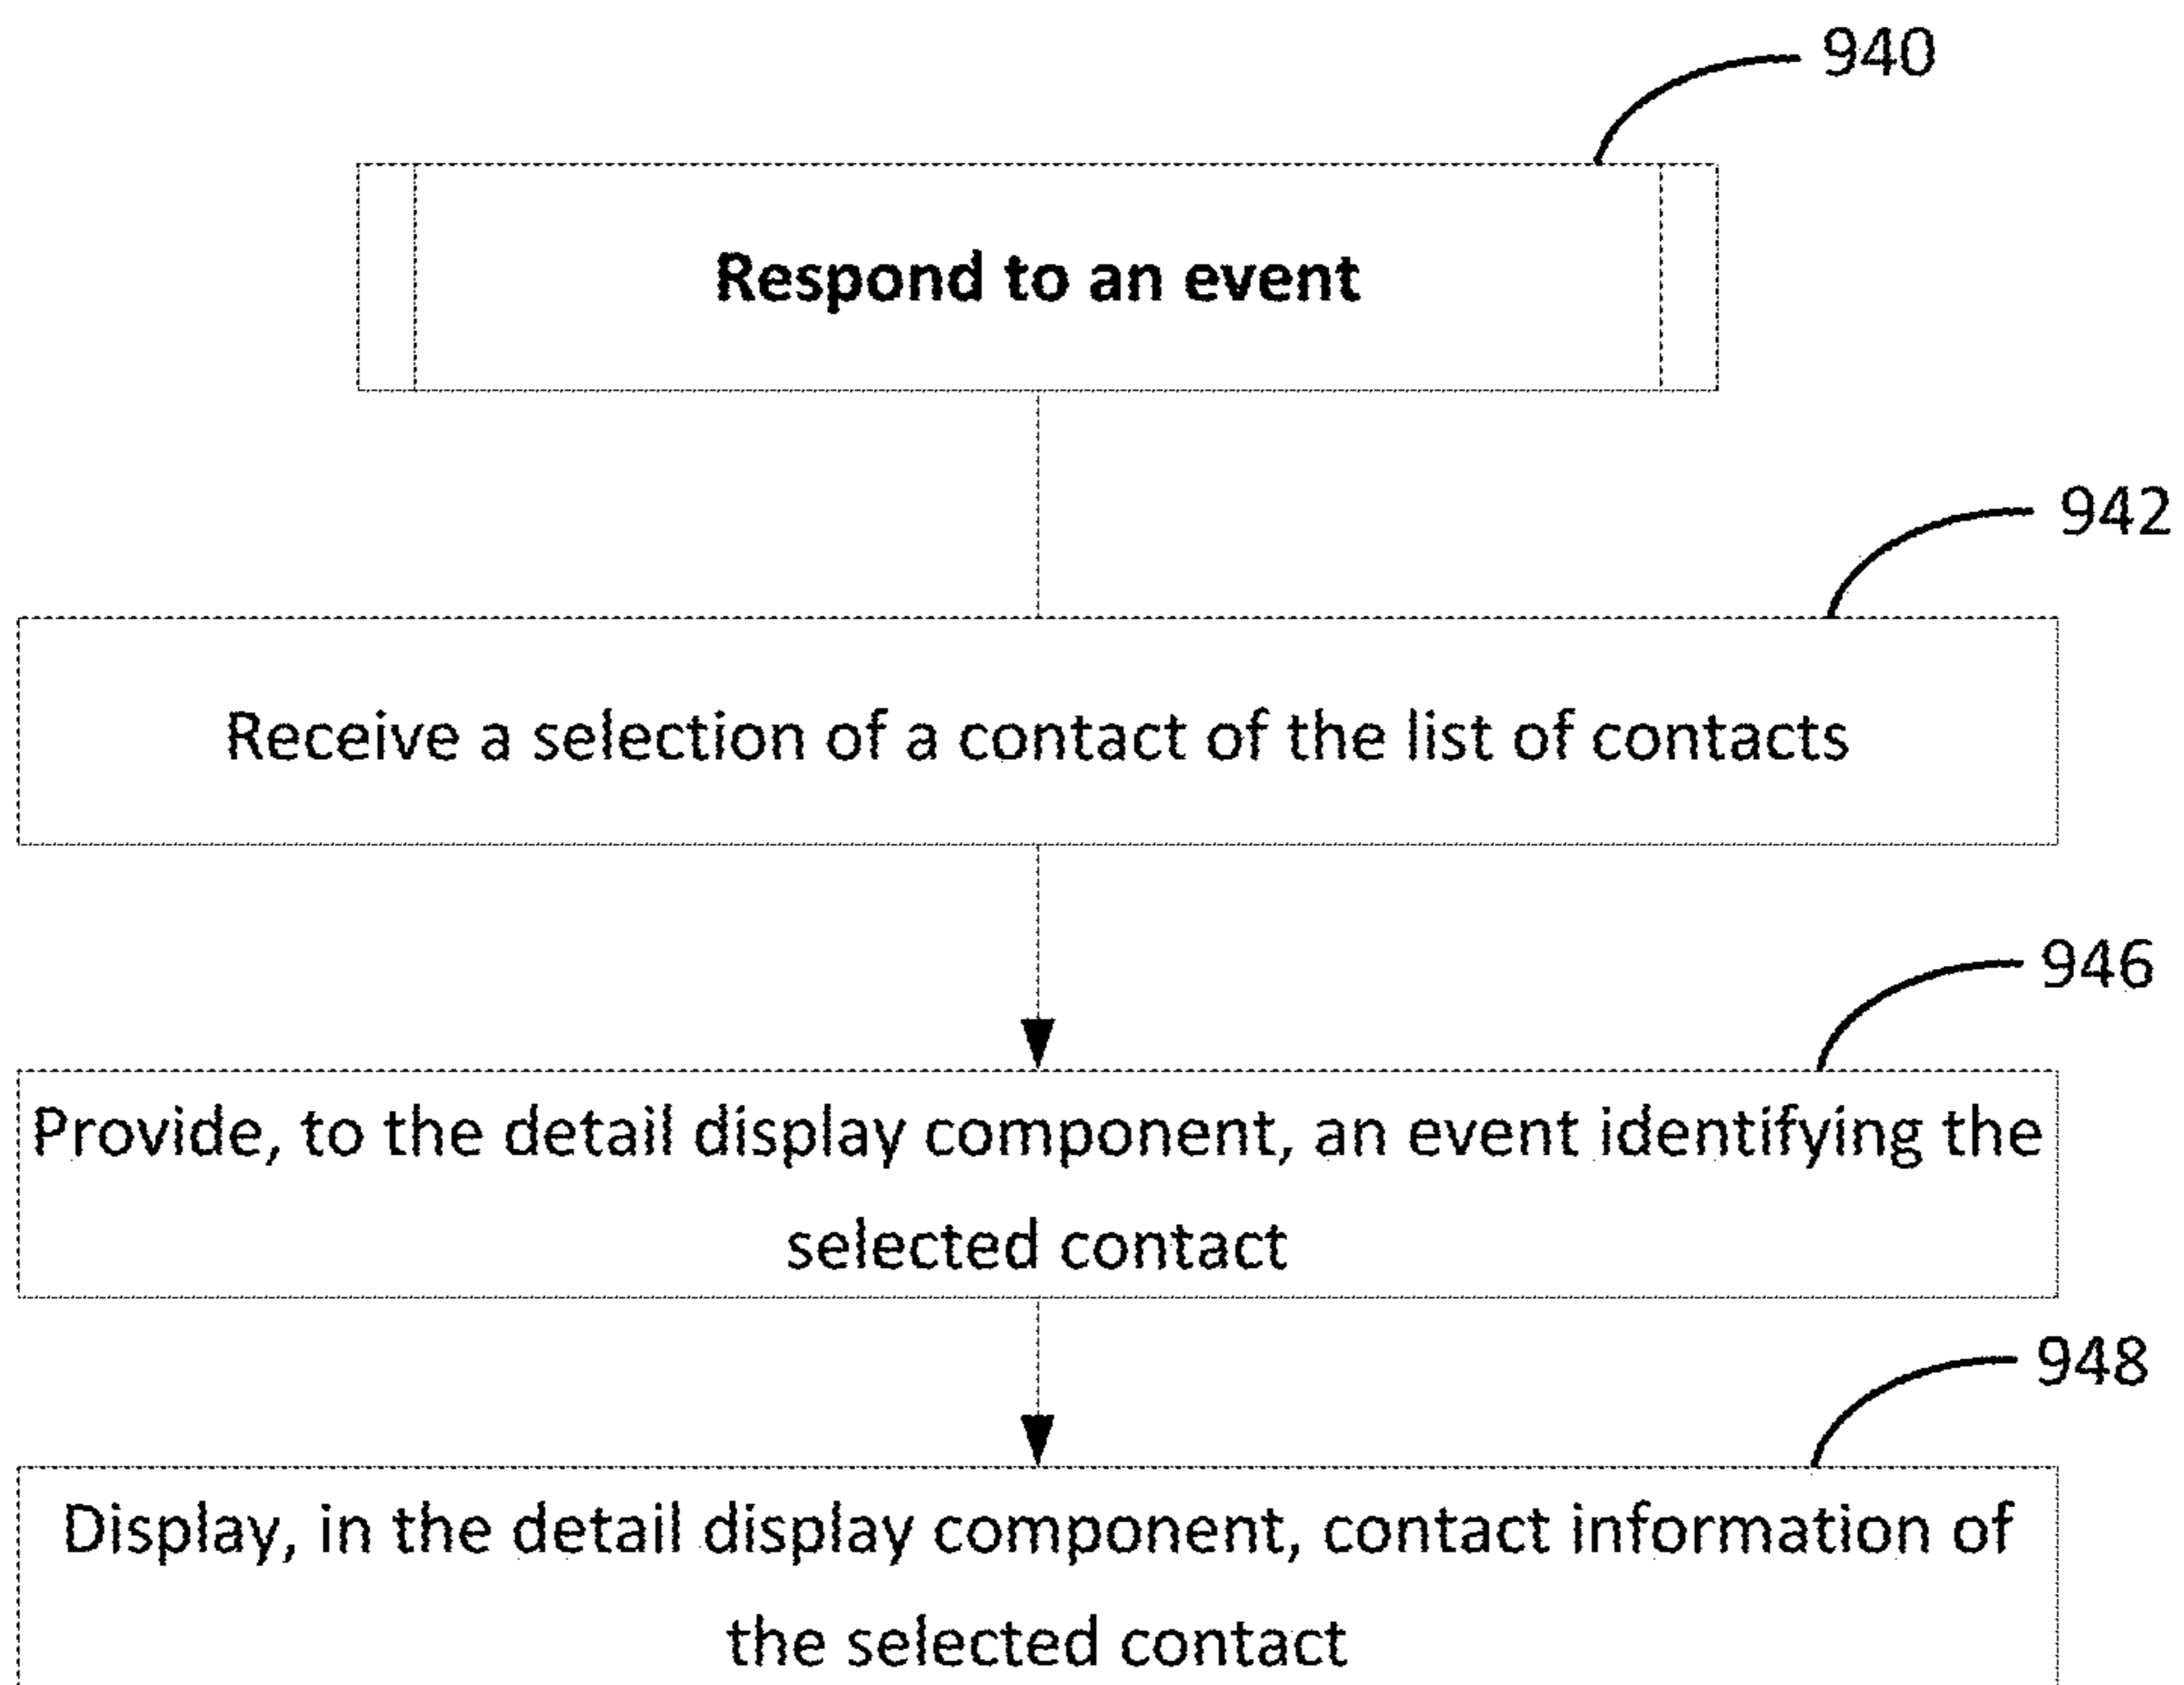 940
Respond to an event
942
Receive a selection of a contact of the list of contacts
946
Provide, to the detail display component, an event identifying the
selected contact
948
Display, in the detail display component, contact information of
the selected contact